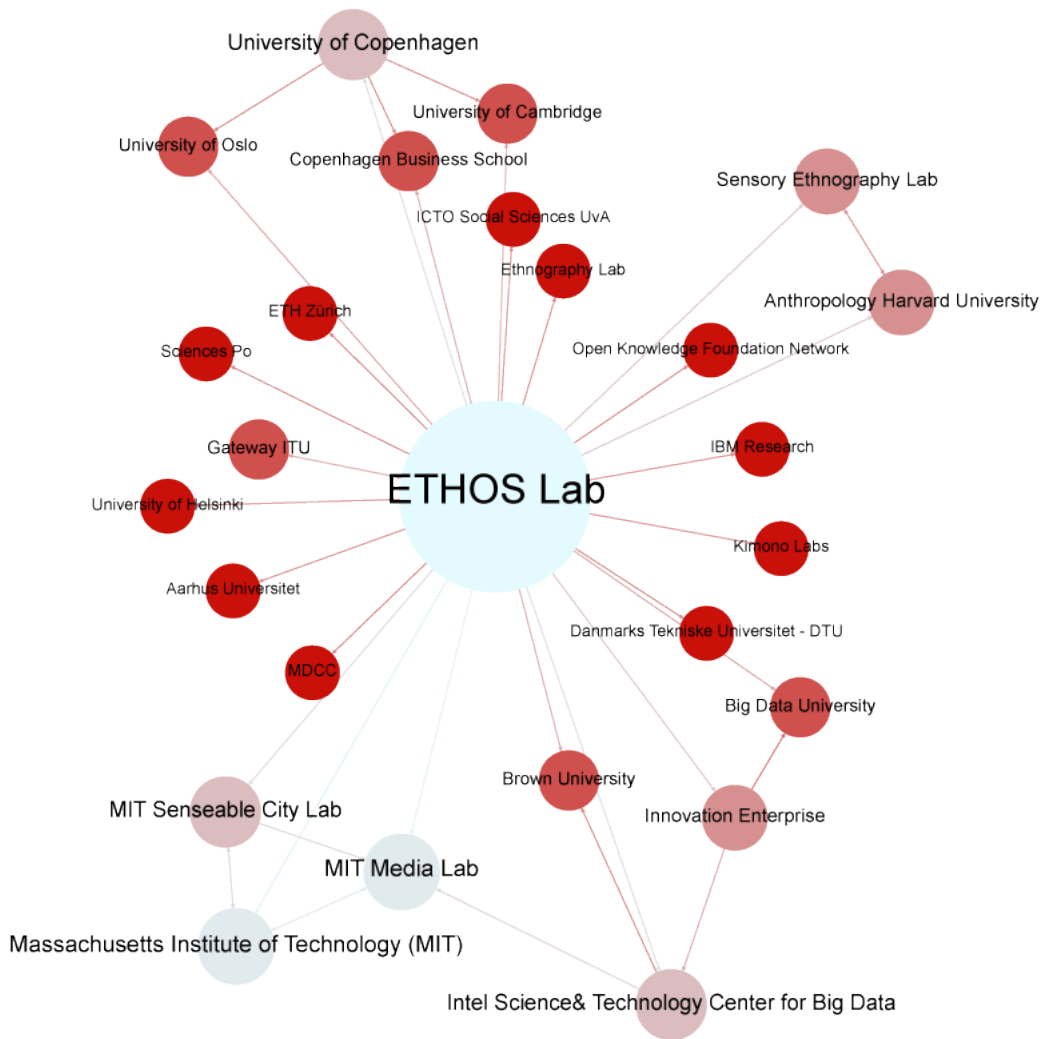 University of Copenhagen
University of Cambridge
University of Oslo
Copenhagen Business School
Sensory Ethnography Lab
ICTO Social Sciences UvA
Ethnography Lab
Anthropology Harvard University
ETH Zürich
Sciences Po
Open Knowledge Foundation Network
Gateway ITU
IBM Research
ETHOS Lab
University of Helsinki
Kimono Labs
Aarhus Universitet
Danmarks Tekniske Universitet - DTU
MDCC
Big Data University
Brown University
MIT Senseable City Lab
Innovation Enterprise
MIT Media Lab
Massachusetts Institute of Technology (MIT)
Intel Science& Technology Center for Big Data